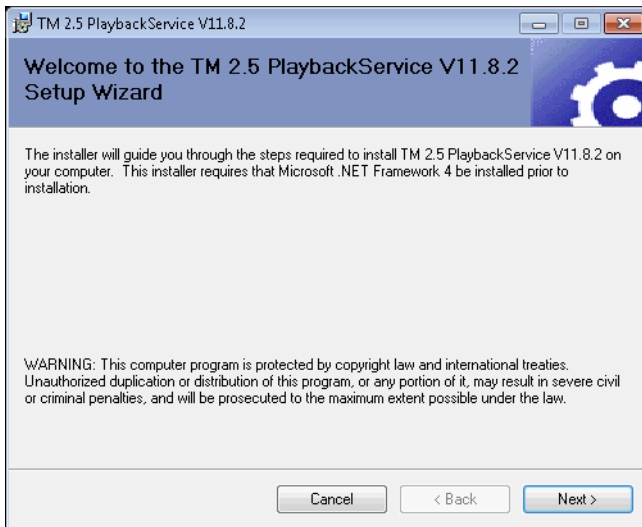 TM 2.5 PlaybackService V11.8.2
Welcome to the TM 2.5 PlaybackService V11.8.2
Setup Wizard
The installer will guide you through the steps required to install TM 2.5 PlaybackService V11.8.2 on
your computer.  This installer requires that Microsoft .NET Framework 4 be installed prior to
installation.
WARNING: This computer program is protected by copyright law and international treaties.
Unauthorized duplication or distribution of this program, or any portion of it, may result in severe civil
or criminal penalties, and will be prosecuted to the maximum extent possible under the law.
Cancel
< Back
Next >